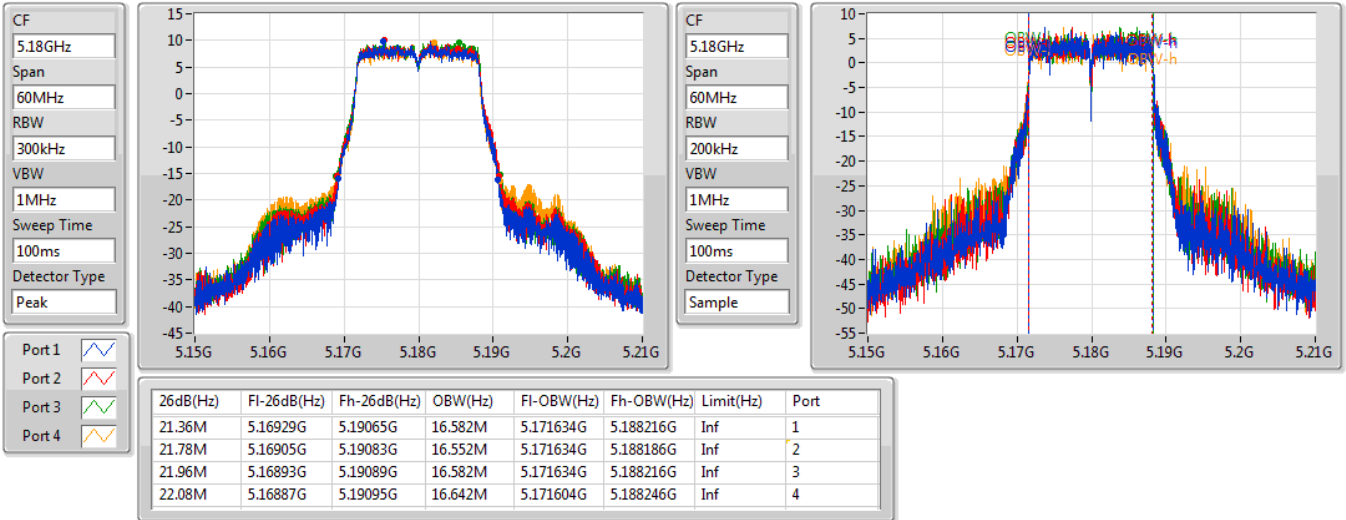 CF
5.18GHz
Span
60MHz
RBW
300kHz
VBW
1MHz
Sweep Time
100ms
Detector Type
Peak
15-
10-
5-
0-
-5-
-10-
-15-
-20-
-25-
-30-
-35-
-40-
-45-
5.15G 5.16G 5.17G 5.18G 5.19G 5.2G 5.21G
CF
5.18GHz
Span
60MHz
RBW
200kHz
VBW
1MHz
Sweep Time
100ms
Detector Type
Sample
10-
5-
0-
-5-
-10-
-15-
-20-
-25-
-30-
-35-
-40-
-45-
-50-
-55-
5.15G 5.16G 5.17G 5.18G 5.19G 5.2G 5.21G
OBW-h
Port 1
Port 2
Port 3
Port 4
26dB(Hz) Fl-26dB(Hz) Fh-26dB(Hz) OBW(Hz) Fl-OBW(Hz) Fh-OBW(Hz) Limit(Hz) Port
21.36M 5.16929G 5.19065G 16.582M 5.171634G 5.188216G Inf 1
21.78M 5.16905G 5.19083G 16.552M 5.171634G 5.188186G Inf 2
21.96M 5.16893G 5.19089G 16.582M 5.171634G 5.188216G Inf 3
22.08M 5.16887G 5.19095G 16.642M 5.171604G 5.188246G Inf 4